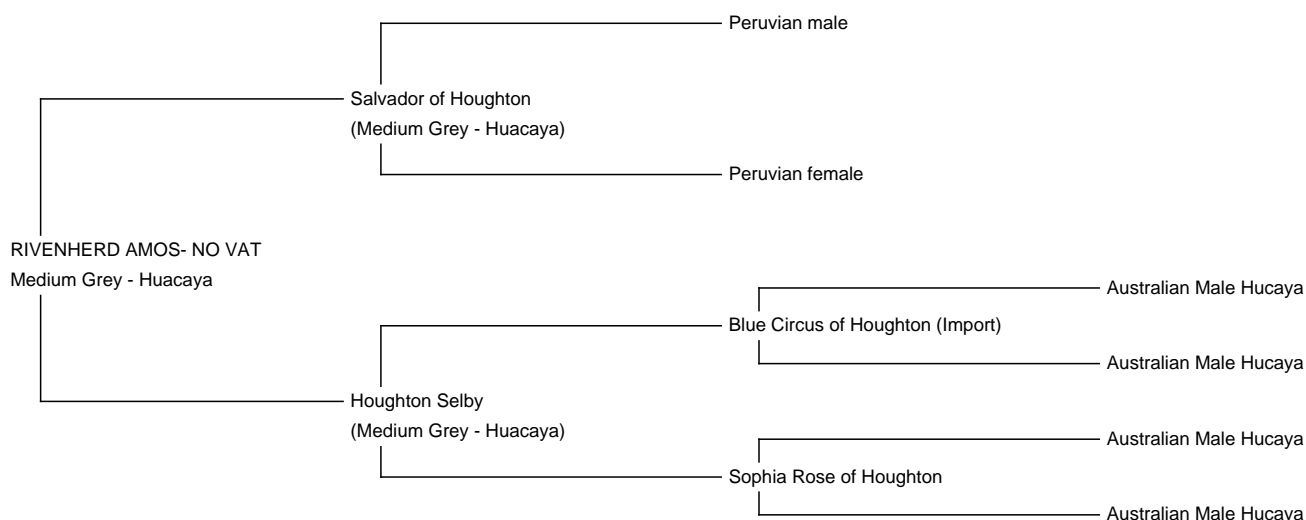 Peruvian male
Salvador of Houghton
(Medium Grey - Huacaya)
Peruvian female
RIVENHERD AMOS- NO VAT
Medium Grey - Huacaya
Australian Male Hucaya
Blue Circus of Houghton (Import)
Australian Male Hucaya
Houghton Selby
(Medium Grey - Huacaya)
Australian Male Hucaya
Sophia Rose of Houghton
Australian Male Hucaya